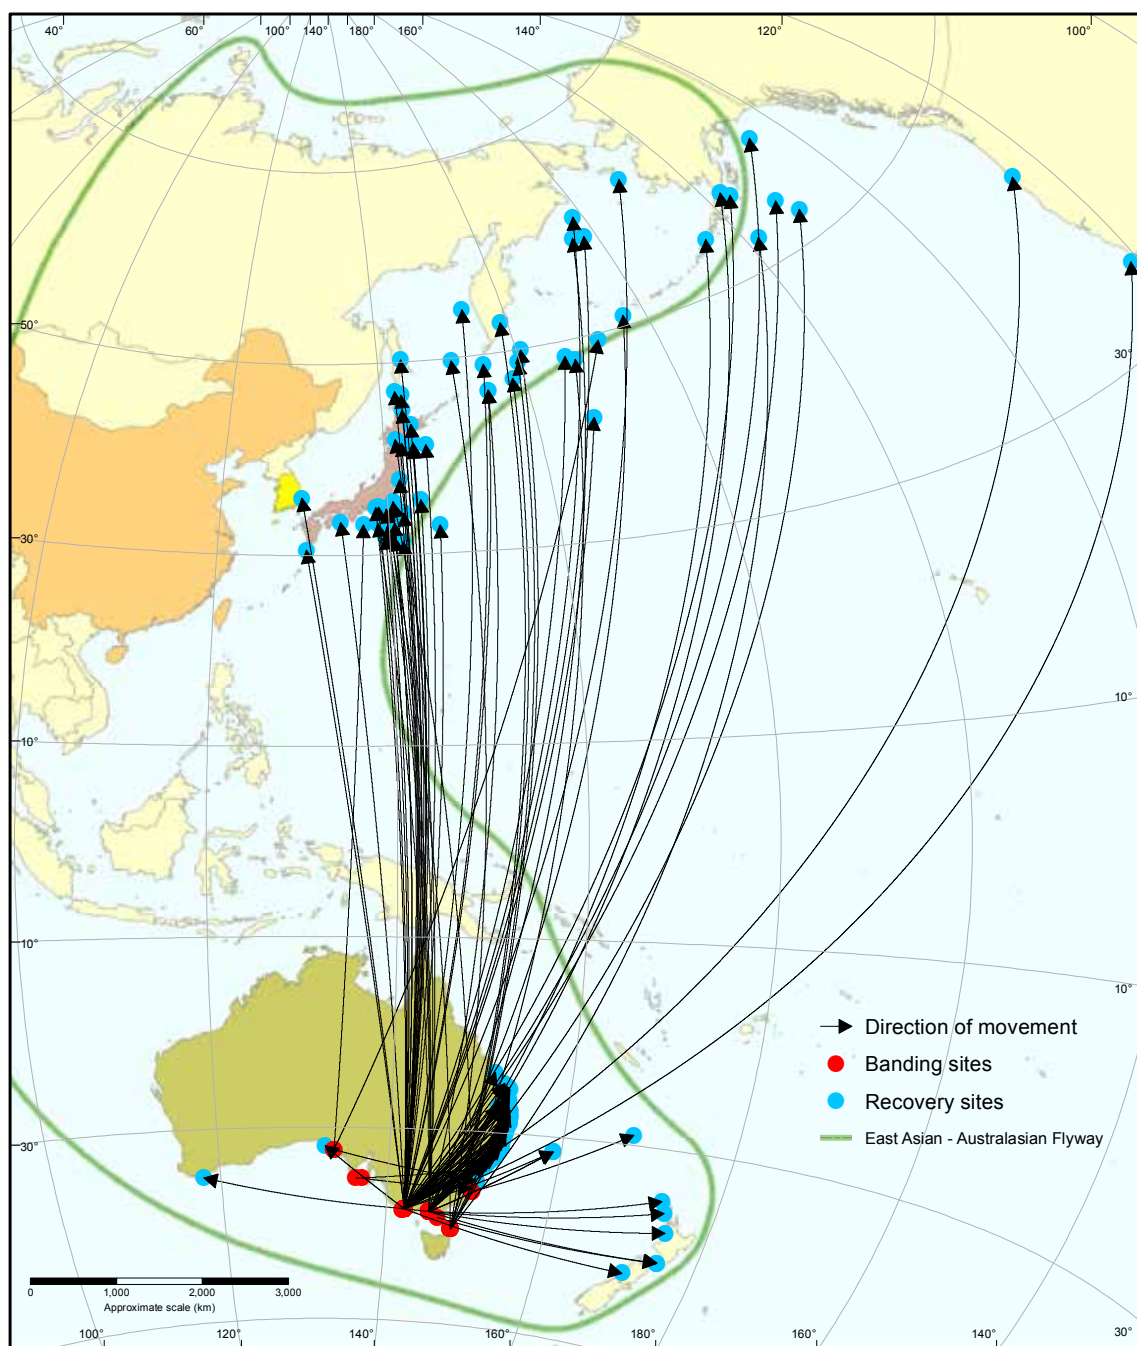 40° 60° 100° 140° 180° 160° 140° 120° 100°
50°
30°
30°
10°
10°
10°
10°
30°
Direction of movement
Banding sites
Recovery sites
East Asian - Australasian Flyway
0 1,000 2,000 3,000
Approximate scale (km)
100° 120° 140° 160° 180° 160° 140° 30°